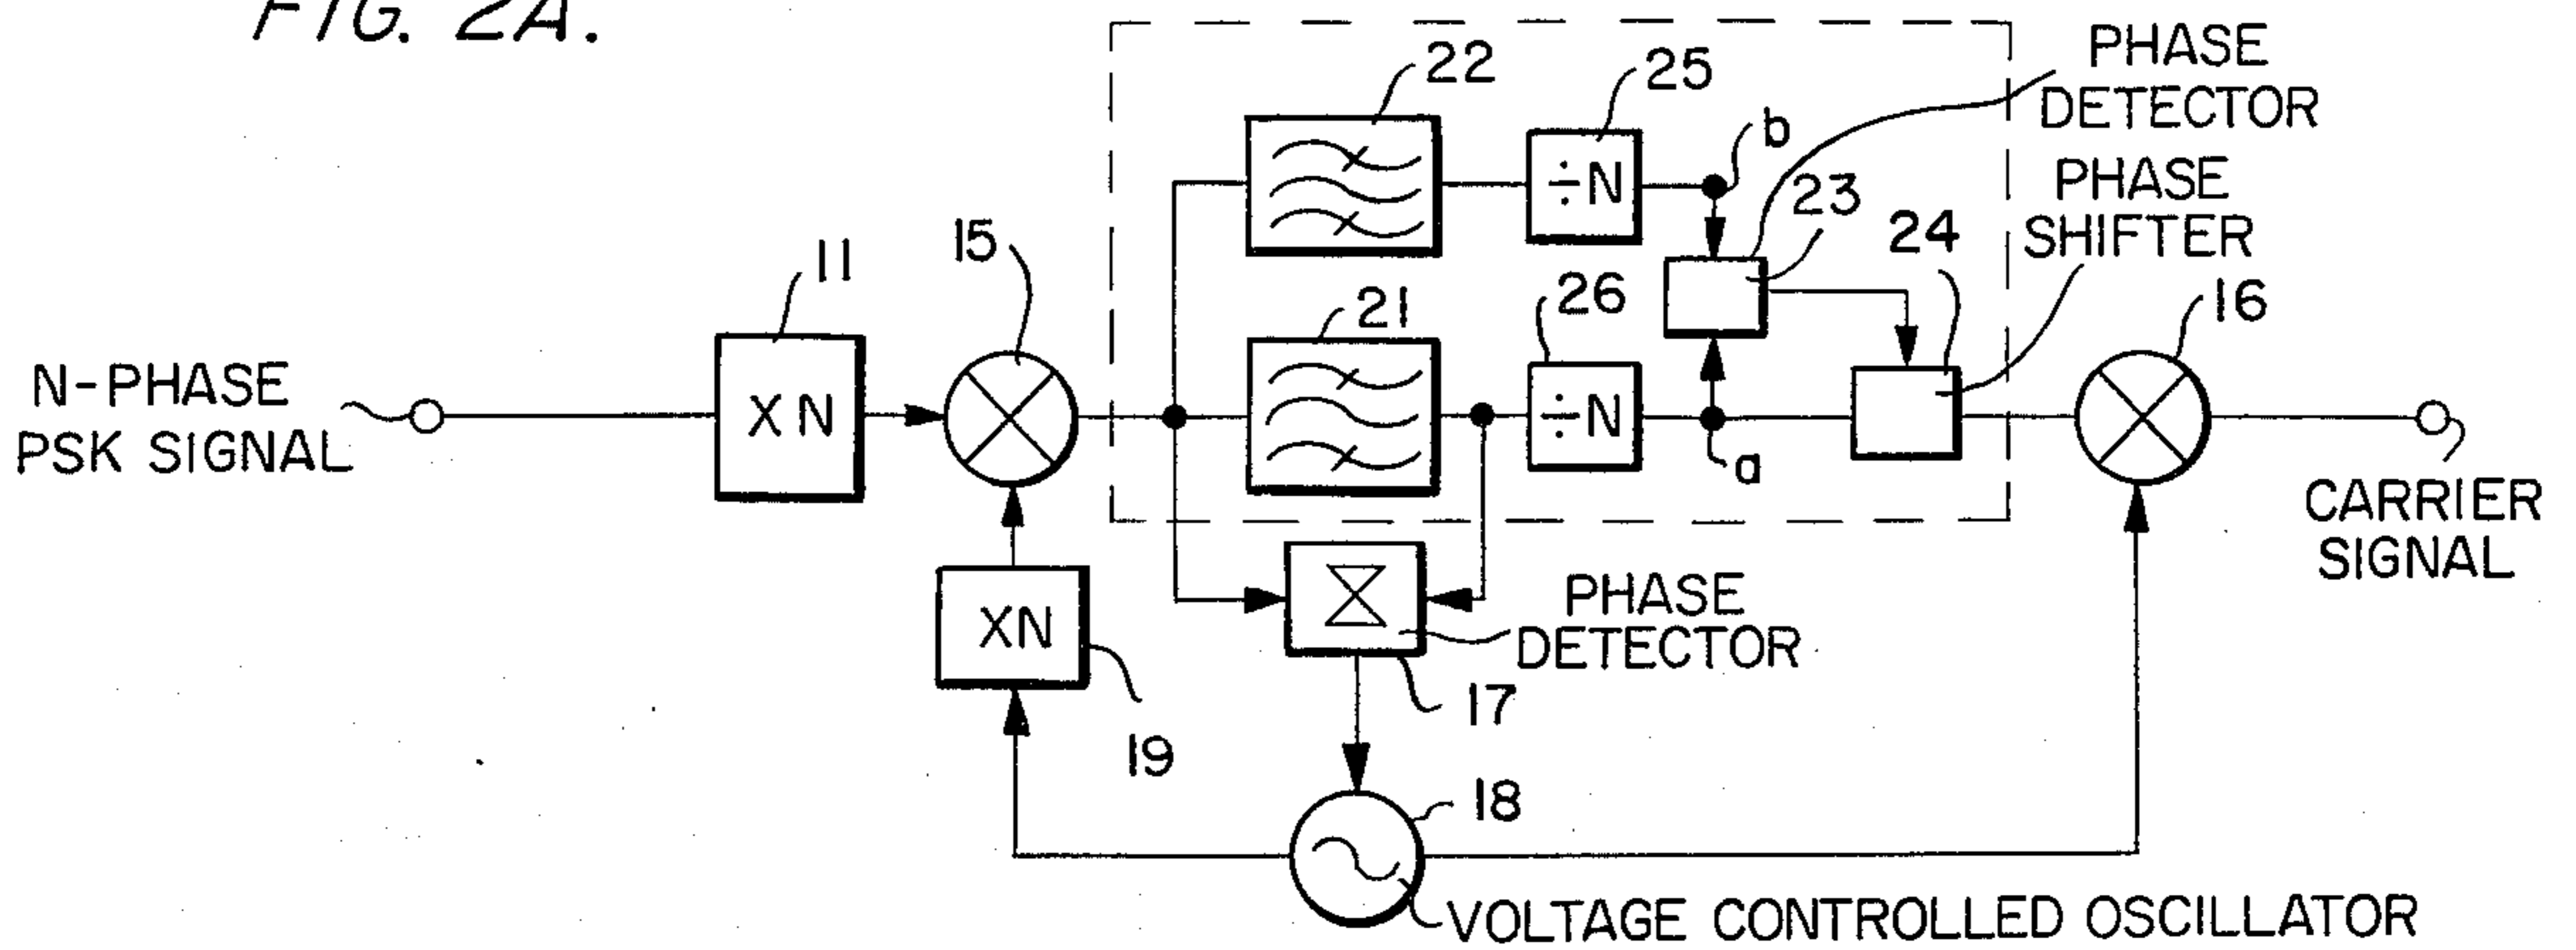 FIG. 2A.
PHASE
DETECTOR
22
25
b
PHASE
SHIFTER
23
24
15
11
21
26
16
N-PHASE
PSK SIGNAL
X N
÷N
÷N
a
CARRIER
SIGNAL
XN
PHASE
DETECTOR
17
19
18
VOLTAGE CONTROLLED OSCILLATOR